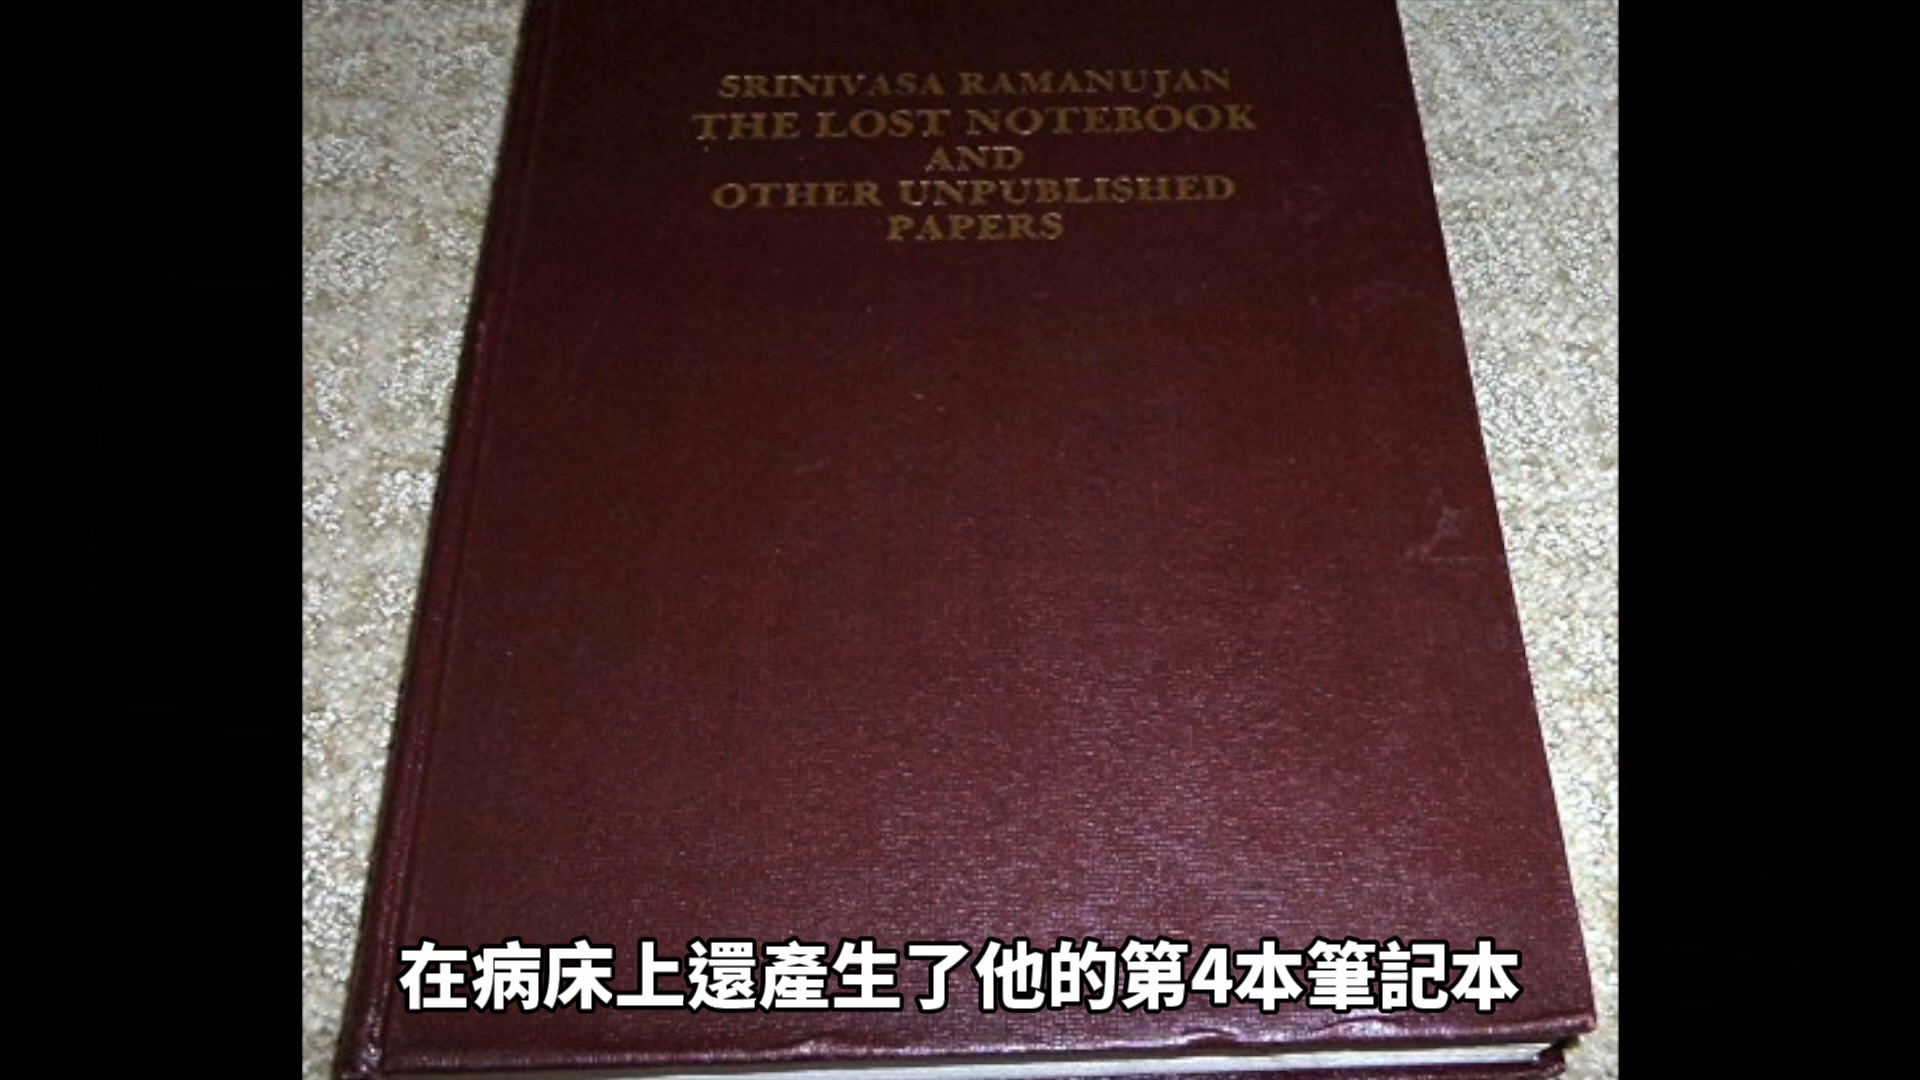 SRINIVASA RAMANUJAN
THE LOST NOTEBOOK
AND
OTHER UNPUBLISHED
PAPERS
在病床上還產生了他的第4本筆記本